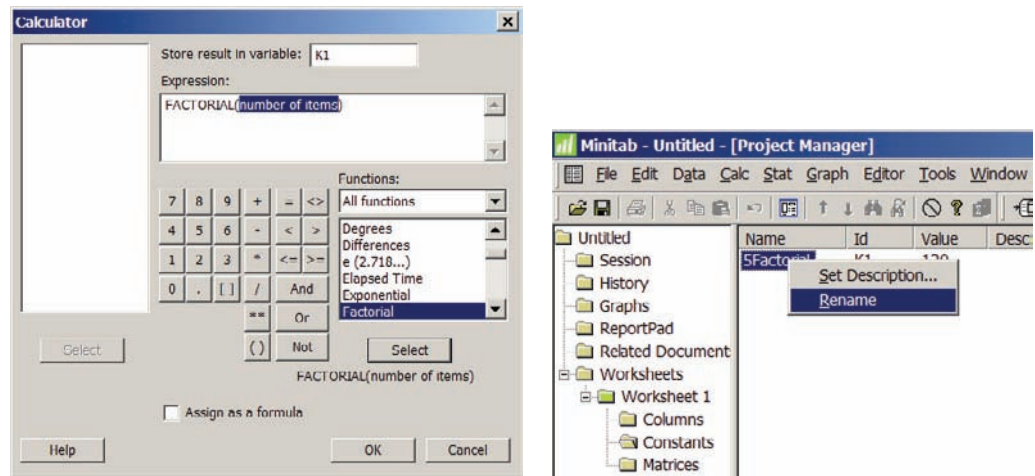 Calculator
Store result in variable: K1
Expression:
FACTORIAL(number of items)
Functions:
7 8 9 + = <> All functions
4 5 6 - < > Degrees
Differences
1 2 3 * <= >= e (2.718...)
Elapsed Time
0 . [ ] / And Exponential
Factorial
** Or
Select ( ) Not Select
FACTORIAL(number of items)
Assign as a formula
Help OK Cancel
Minitab - Untitled - [Project Manager]
File Edit Data Calc Stat Graph Editor Tools Window
Untitled Name Id Value Desc
Session 5Factorial K1 120
Set Description...
History
Rename
Graphs
ReportPad
Related Document
Worksheets
Worksheet 1
Columns
Constants
Matrices